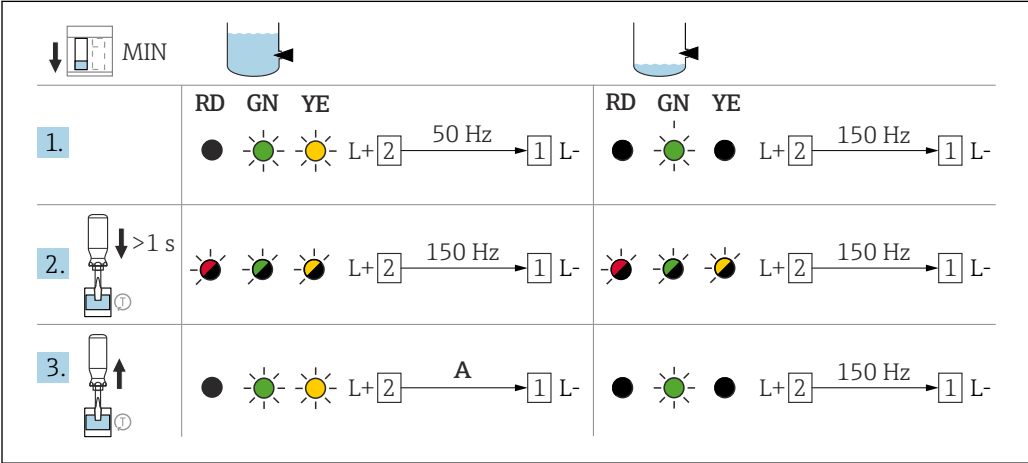 MIN
RD GN YE RD GN YE
1. L+ 2 50 Hz 1 L- L+ 2 150 Hz 1 L-
2. >1 s T L+ 2 150 Hz 1 L- L+ 2 150 Hz 1 L-
3. T L+ 2 A 1 L- L+ 2 150 Hz 1 L-